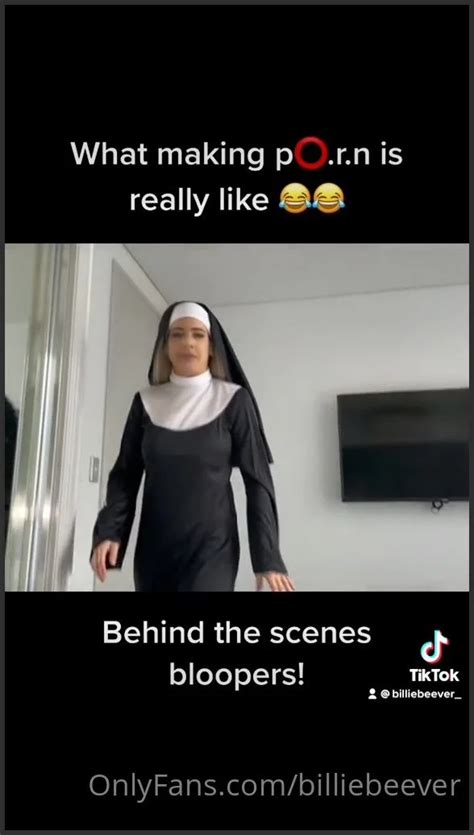 What making p⭕.r.n is
really like 😂😂
Behind the scenes
bloopers!
TikTok
@billiebeever_
OnlyFans.com/billiebeever